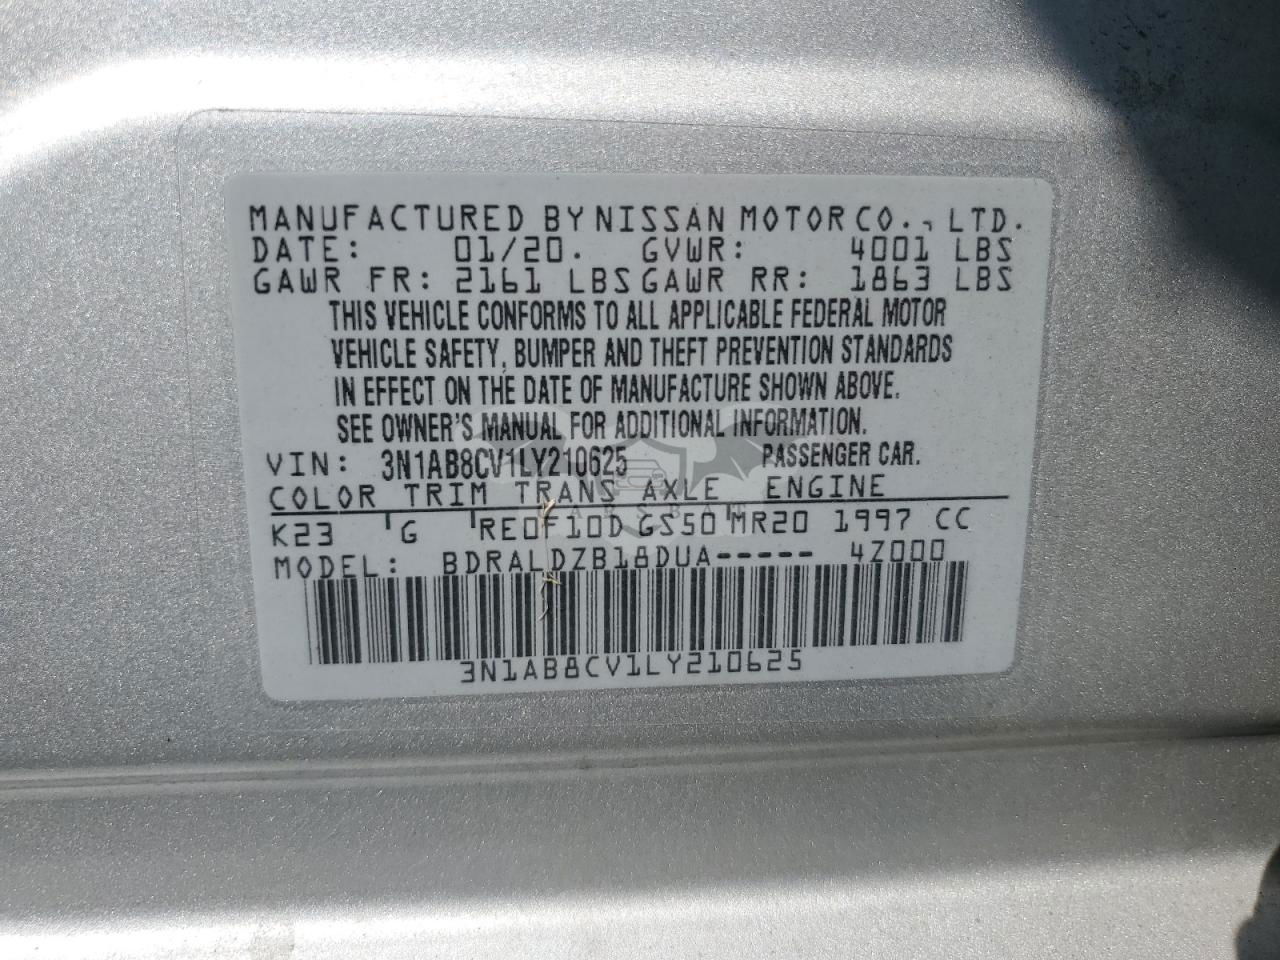 MANUFACTURED BY NISSAN MOTOR CO., LTD.
DATE: 01/20. GVWR: 4001 LBS
GAWR FR: 2161 LBS GAWR RR: 1863 LBS
THIS VEHICLE CONFORMS TO ALL APPLICABLE FEDERAL MOTOR
VEHICLE SAFETY, BUMPER AND THEFT PREVENTION STANDARDS
IN EFFECT ON THE DATE OF MANUFACTURE SHOWN ABOVE.
SEE OWNER'S MANUAL FOR ADDITIONAL INFORMATION.
VIN: 3N1AB8CV1LY210625 PASSENGER CAR.
COLOR TRIM TRANS AXLE ENGINE
K23 G RE0F10D GS50 MR20 1997 CC
MODEL: BDRALDZB18DUA----- 4Z000
3N1AB8CV1LY210625